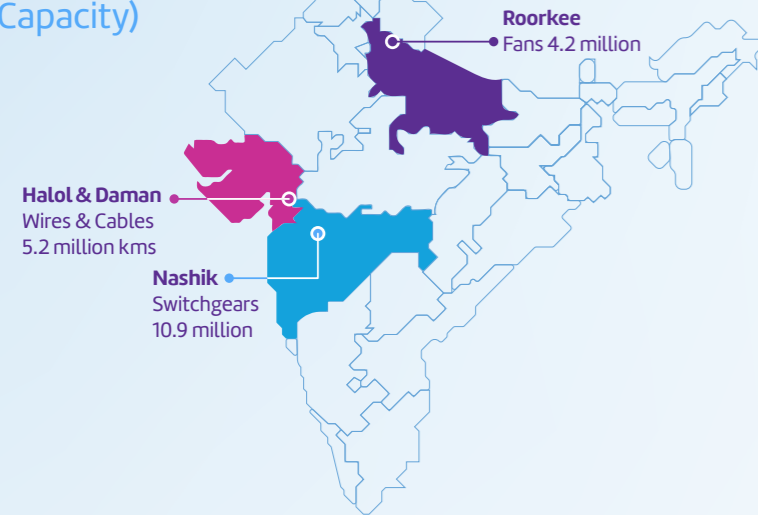 Capacity)
Roorkee
Fans 4.2 million
Halol & Daman
Wires & Cables
5.2 million kms
Nashik
Switchgears
10.9 million